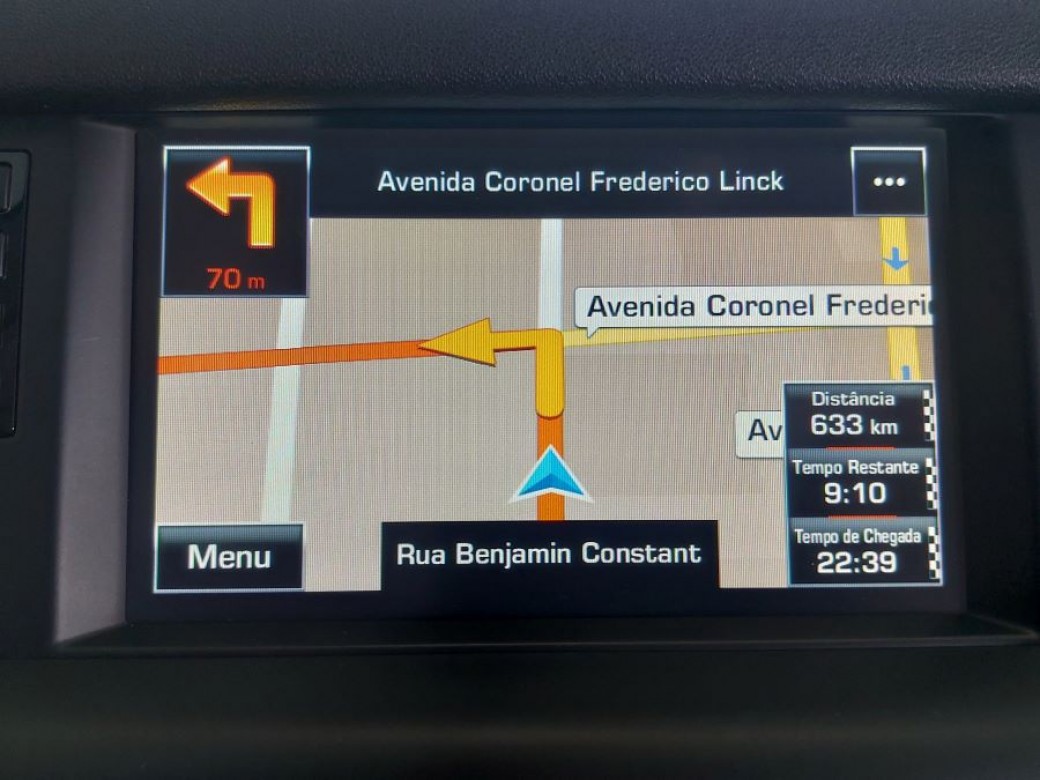 Avenida Coronel Frederico Linck
70 m
Avenida Coronel Frederi
Av
Distância
633 km
Tempo Restante
9:10
Tempo de Chegada
22:39
Menu
Rua Benjamin Constant